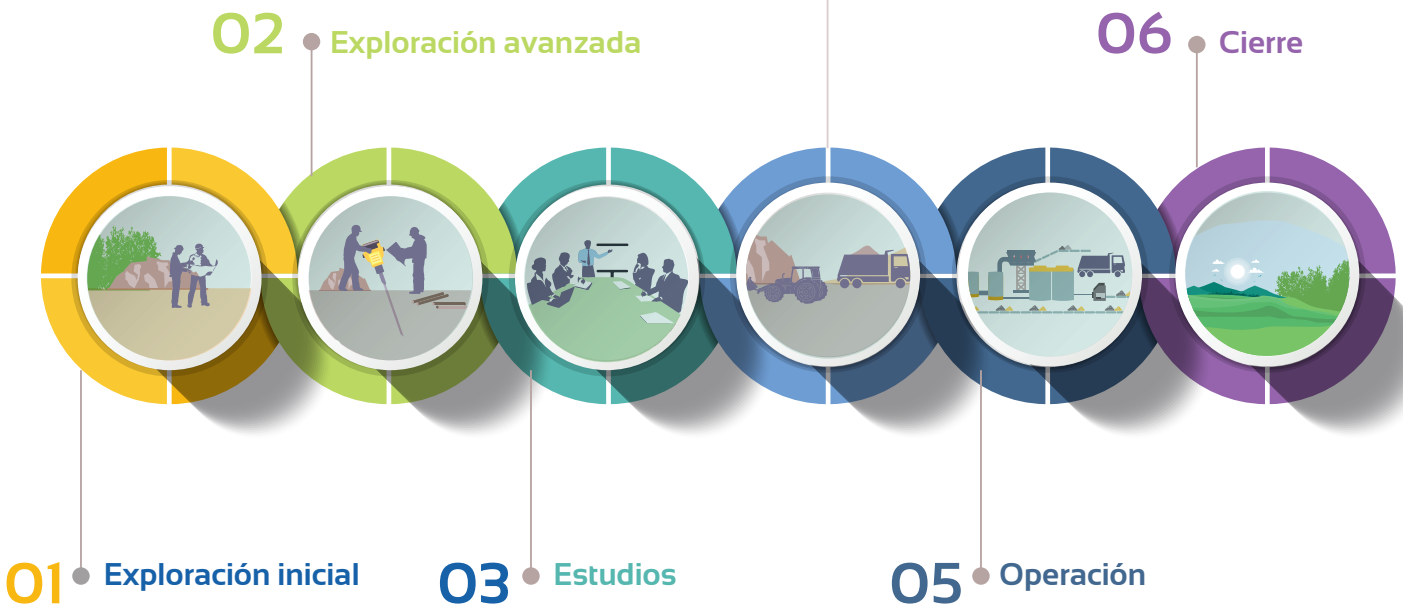 02 Exploración avanzada
06 Cierre
01 Exploración inicial
03 Estudios
05 Operación